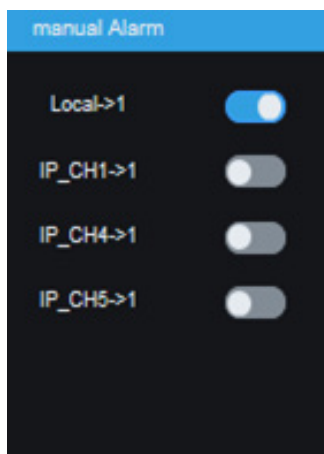 manual Alarm
Local->1
IP_CH1->1
IP_CH4->1
IP_CH5->1